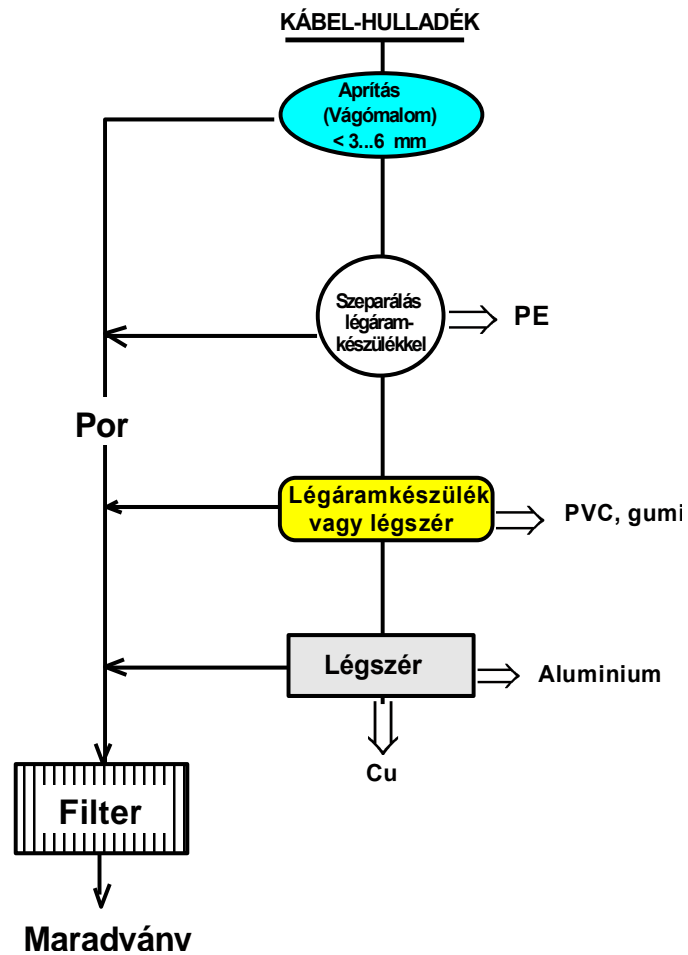 KÁBEL-HULLADÉK
Aprítás
(Vágómalom)
< 3...6 mm
Szeparálás
légáram-
készülékkel
PE
Por
Légáramkészülék
vagy légszér
PVC, gumi
Légszér
Aluminium
Cu
Filter
Maradvány